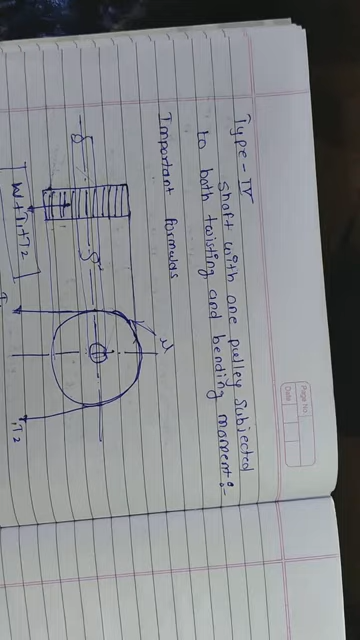 Page No.
Date
Type - IV
Shaft with one pulley subjected
to both twisting and bending moment :-
Important formulas
μ
W+T1+T2
T2